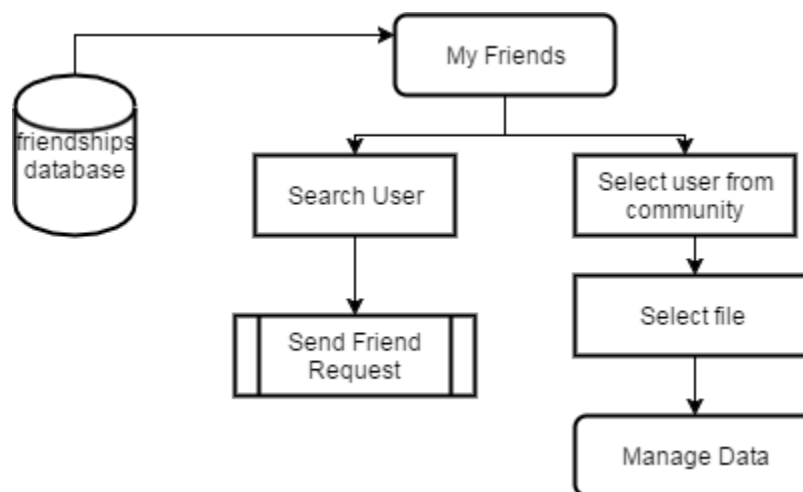 My Friends
friendships
database
Search User
Select user from
community
Send Friend
Request
Select file
Manage Data